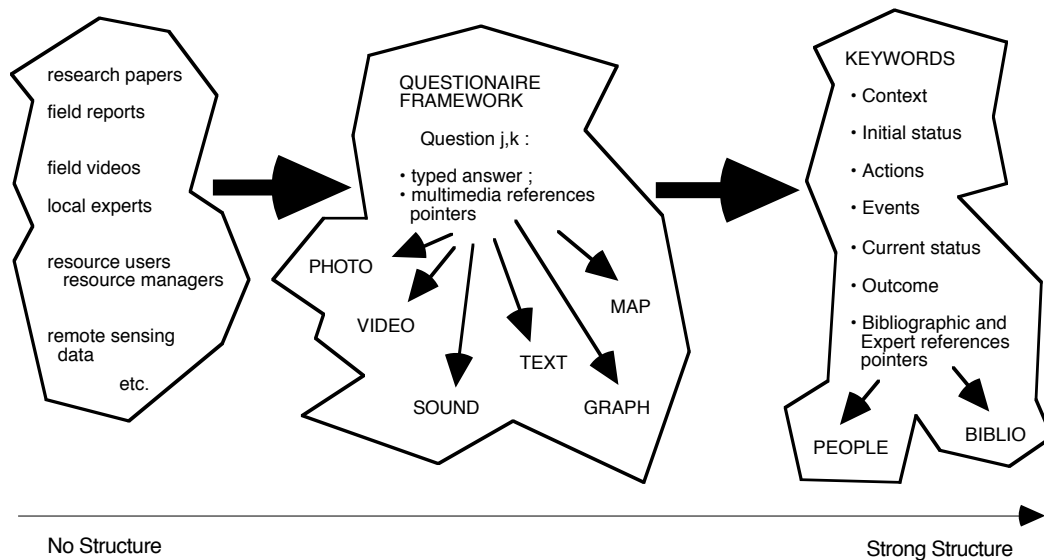 research papers
field reports
field videos
local experts
resource users
resource managers
remote sensing
data
etc.
QUESTIONAIRE
FRAMEWORK
Question j,k :
• typed answer ;
• multimedia references
pointers
PHOTO
VIDEO
SOUND
TEXT
GRAPH
MAP
KEYWORDS
• Context
• Initial status
• Actions
• Events
• Current status
• Outcome
• Bibliographic and
Expert references
pointers
PEOPLE
BIBLIO
No Structure
Strong Structure